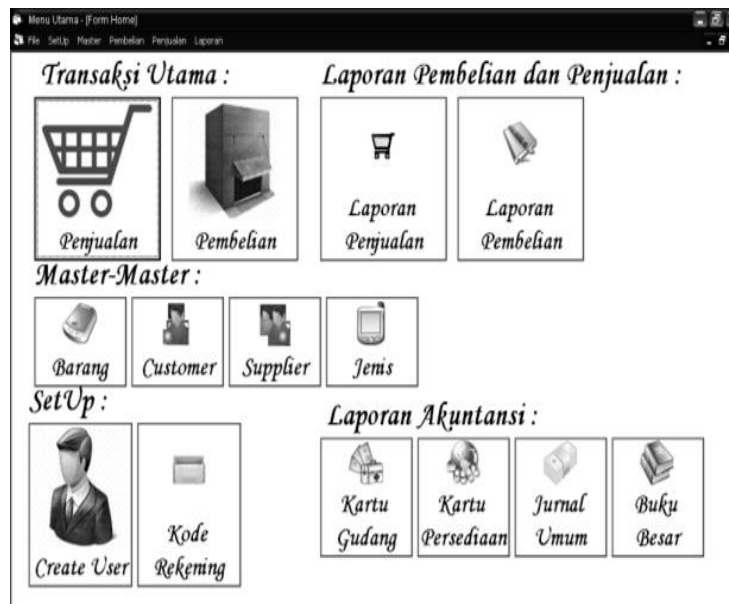 Menu Utama - [Form Home]
File SetUp Master Pembelian Penjualan Laporan
Transaksi Utama :
Laporan Pembelian dan Penjualan :
Penjualan
Pembelian
Laporan
Penjualan
Laporan
Pembelian
Master-Master :
Barang
Customer
Supplier
Jenis
SetUp :
Create User
Kode
Rekening
Laporan Akuntansi :
Kartu
Gudang
Kartu
Persediaan
Jurnal
Umum
Buku
Besar